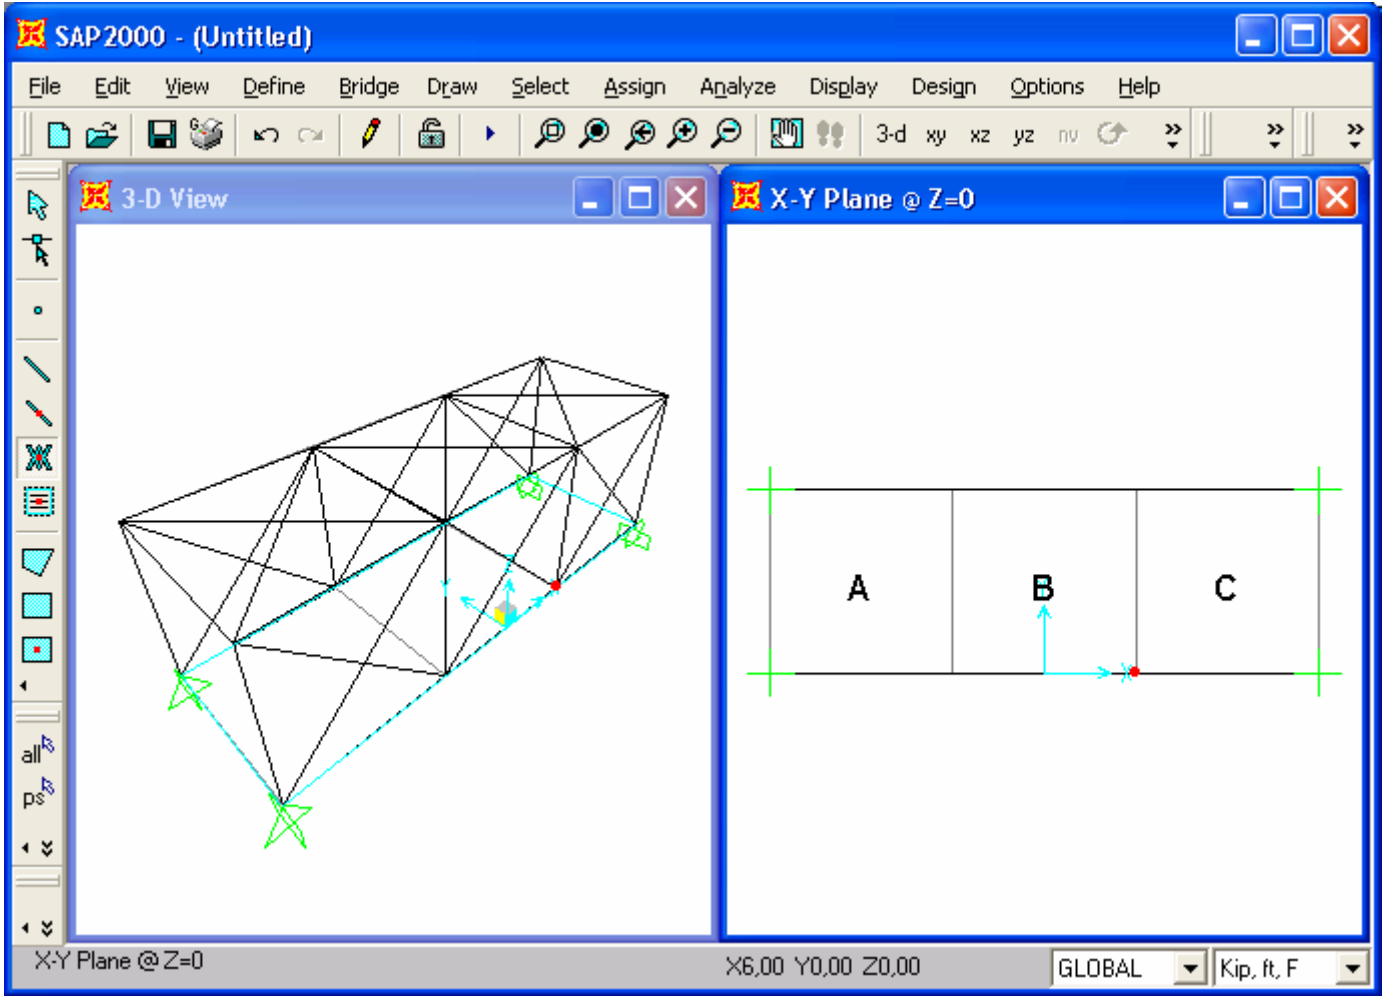 SAP2000 - (Untitled)
File Edit View Define Bridge Draw Select Assign Analyze Display Design Options Help
3-d xy xz yz nv
3-D View
X-Y Plane @ Z=0
A B C
X
all
ps
X-Y Plane @ Z=0
X6,00 Y0,00 Z0,00
GLOBAL
Kip, ft, F